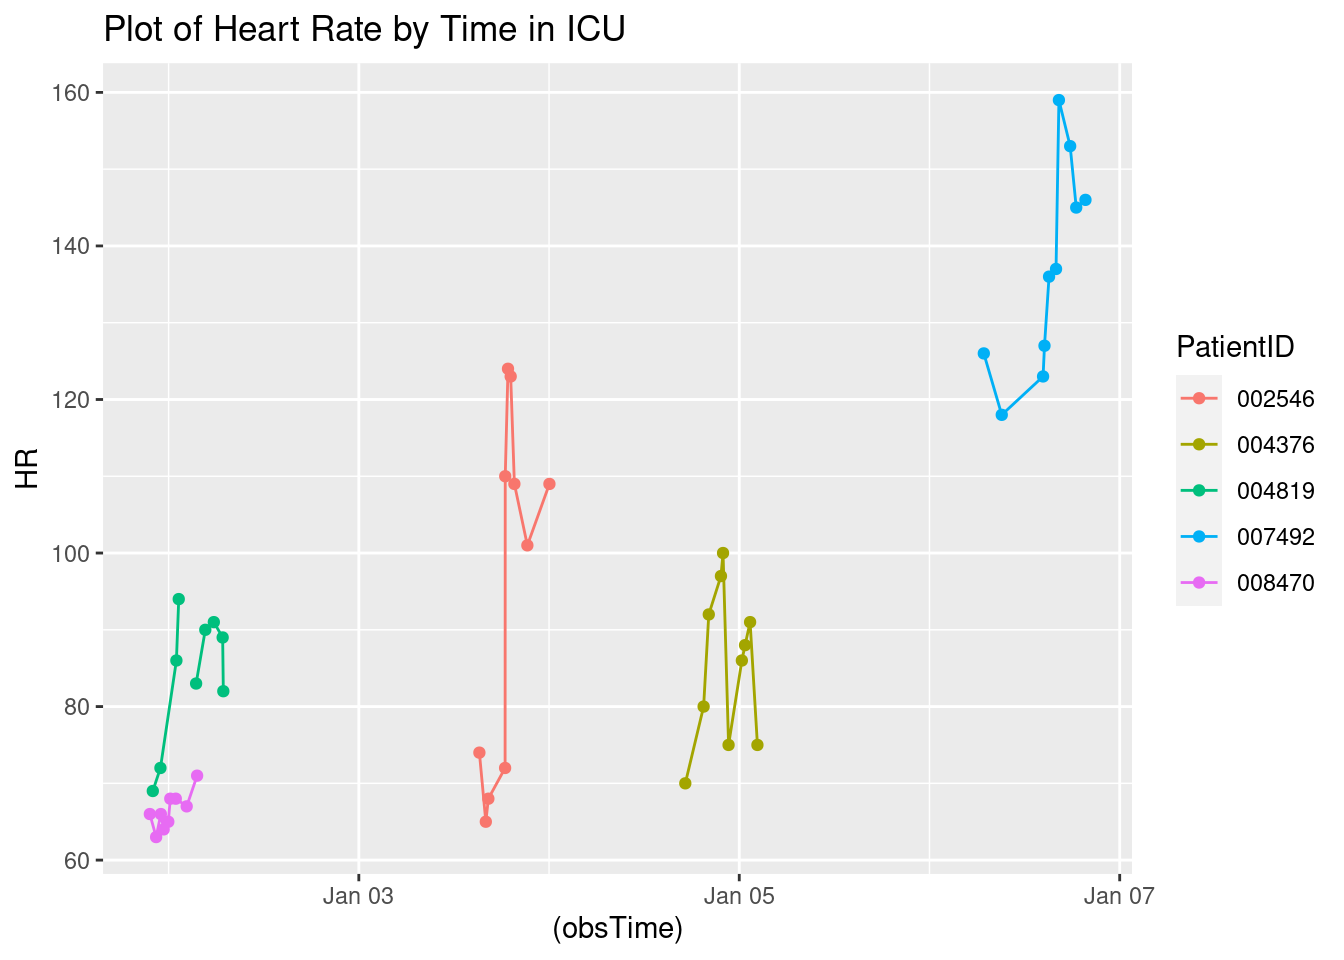 Plot of Heart Rate by Time in ICU
160
140
120
100
80
60
HR
Jan 03
Jan 05
Jan 07
(obsTime)
PatientID
002546
004376
004819
007492
008470